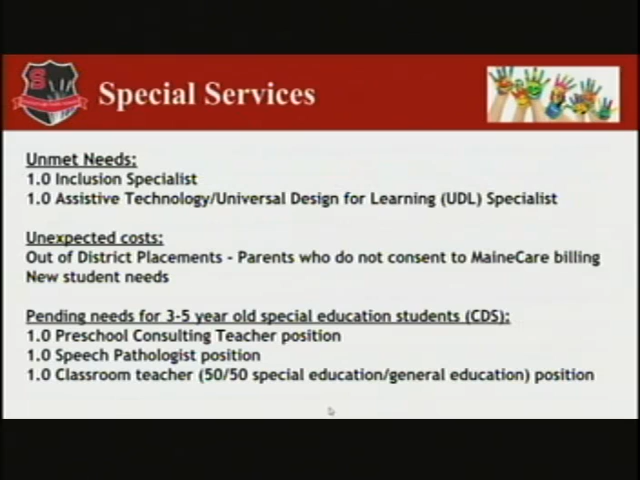 S
Special Services
Unmet Needs:
1.0 Inclusion Specialist
1.0 Assistive Technology/Universal Design for Learning (UDL) Specialist
Unexpected costs:
Out of District Placements - Parents who do not consent to MaineCare billing
New student needs
Pending needs for 3-5 year old special education students (CDS):
1.0 Preschool Consulting Teacher position
1.0 Speech Pathologist position
1.0 Classroom teacher (50/50 special education/general education) position